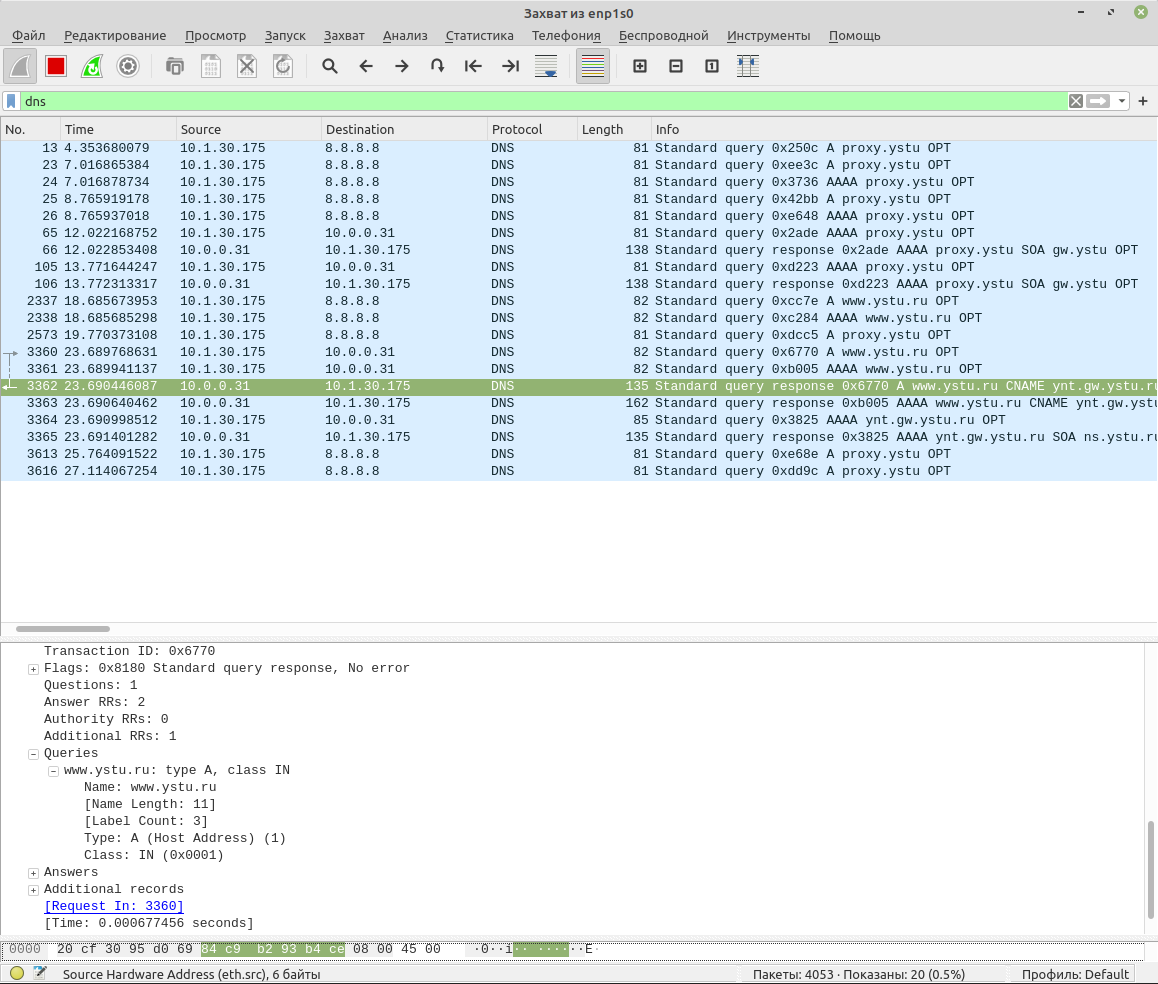 Захват из enp1s0
Файл Редактирование Просмотр Запуск Захват Анализ Статистика Телефония Беспроводной Инструменты Помощь
dns
No. Time Source Destination Protocol Length Info
13 4.353680079 10.1.30.175 8.8.8.8 DNS 81 Standard query 0x250c A proxy.ystu OPT
23 7.016865384 10.1.30.175 8.8.8.8 DNS 81 Standard query 0xee3c A proxy.ystu OPT
24 7.016878734 10.1.30.175 8.8.8.8 DNS 81 Standard query 0x3736 AAAA proxy.ystu OPT
25 8.765919178 10.1.30.175 8.8.8.8 DNS 81 Standard query 0x42bb A proxy.ystu OPT
26 8.765937018 10.1.30.175 8.8.8.8 DNS 81 Standard query 0xe648 AAAA proxy.ystu OPT
65 12.022168752 10.1.30.175 10.0.0.31 DNS 81 Standard query 0x2ade AAAA proxy.ystu OPT
66 12.022853408 10.0.0.31 10.1.30.175 DNS 138 Standard query response 0x2ade AAAA proxy.ystu SOA gw.ystu OPT
105 13.771644247 10.1.30.175 10.0.0.31 DNS 81 Standard query 0xd223 AAAA proxy.ystu OPT
106 13.772313317 10.0.0.31 10.1.30.175 DNS 138 Standard query response 0xd223 AAAA proxy.ystu SOA gw.ystu OPT
2337 18.685673953 10.1.30.175 8.8.8.8 DNS 82 Standard query 0xcc7e A www.ystu.ru OPT
2338 18.685685298 10.1.30.175 8.8.8.8 DNS 82 Standard query 0xc284 AAAA www.ystu.ru OPT
2573 19.770373108 10.1.30.175 8.8.8.8 DNS 81 Standard query 0xdcc5 A proxy.ystu OPT
3360 23.689768631 10.1.30.175 10.0.0.31 DNS 82 Standard query 0x6770 A www.ystu.ru OPT
3361 23.689941137 10.1.30.175 10.0.0.31 DNS 82 Standard query 0xb005 AAAA www.ystu.ru OPT
3362 23.690446087 10.0.0.31 10.1.30.175 DNS 135 Standard query response 0x6770 A www.ystu.ru CNAME ynt.gw.ystu.ru
3363 23.690640462 10.0.0.31 10.1.30.175 DNS 162 Standard query response 0xb005 AAAA www.ystu.ru CNAME ynt.gw.ystu
3364 23.690998512 10.1.30.175 10.0.0.31 DNS 85 Standard query 0x3825 AAAA ynt.gw.ystu.ru OPT
3365 23.691401282 10.0.0.31 10.1.30.175 DNS 135 Standard query response 0x3825 AAAA ynt.gw.ystu.ru SOA ns.ystu.ru
3613 25.764091522 10.1.30.175 8.8.8.8 DNS 81 Standard query 0xe68e A proxy.ystu OPT
3616 27.114067254 10.1.30.175 8.8.8.8 DNS 81 Standard query 0xdd9c A proxy.ystu OPT
Transaction ID: 0x6770
Flags: 0x8180 Standard query response, No error
Questions: 1
Answer RRs: 2
Authority RRs: 0
Additional RRs: 1
Queries
www.ystu.ru: type A, class IN
Name: www.ystu.ru
[Name Length: 11]
[Label Count: 3]
Type: A (Host Address) (1)
Class: IN (0x0001)
Answers
Additional records
[Request In: 3360]
[Time: 0.000677456 seconds]
0000 20 cf 30 95 d0 69 84 c9 b2 93 b4 ce 08 00 45 00 ·0··i·· ······E·
Source Hardware Address (eth.src), 6 байты Пакеты: 4053 · Показаны: 20 (0.5%) Профиль: Default